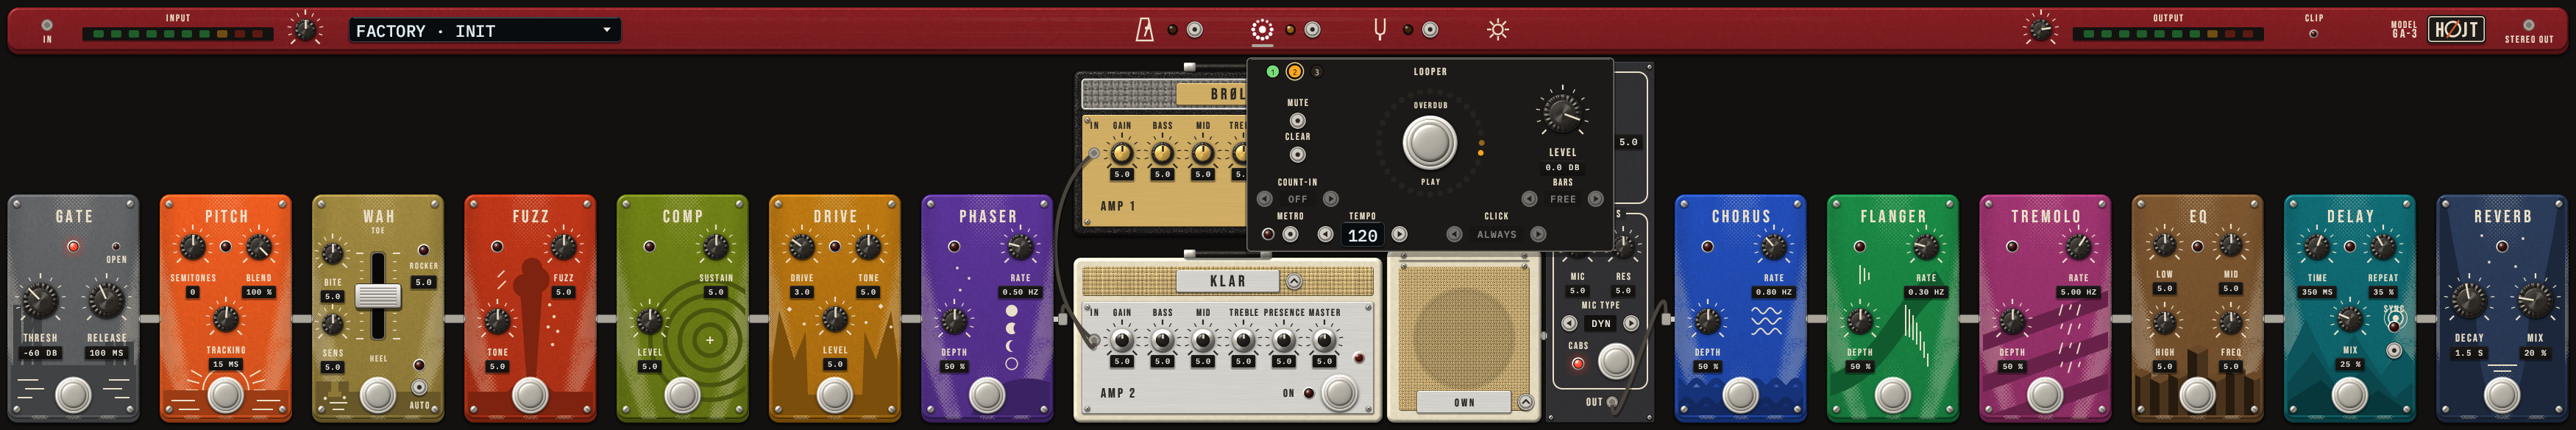 INPUT
IN
FACTORY · INIT
OUTPUT
CLIP
MODEL
GA-3
HØJT
STEREO OUT
1 2 3
LOOPER
MUTE
CLEAR
OVERDUB
PLAY
LEVEL
0.0 DB
COUNT-IN
OFF
BARS
FREE
METRO
TEMPO
120
CLICK
ALWAYS
IN GAIN BASS MID
5.0 5.0 5.0
AMP 1
5.0
GATE
OPEN
THRESH RELEASE
-60 DB 100 MS
PITCH
SEMITONES BLEND
0 100 %
TRACKING
15 MS
WAH
TOE
ROCKER
5.0
BITE
5.0
SENS
5.0
HEEL
AUTO
FUZZ
FUZZ
5.0
TONE
5.0
COMP
SUSTAIN
5.0
LEVEL
5.0
DRIVE
DRIVE TONE
3.0 5.0
LEVEL
5.0
PHASER
RATE
0.50 HZ
DEPTH
50 %
KLAR
IN GAIN BASS MID TREBLE PRESENCE MASTER
5.0 5.0 5.0 5.0 5.0 5.0
AMP 2
ON
OWN
MIC RES
5.0 5.0
MIC TYPE
DYN
CABS
OUT
CHORUS
RATE
0.80 HZ
DEPTH
50 %
FLANGER
RATE
0.30 HZ
DEPTH
50 %
TREMOLO
RATE
5.00 HZ
DEPTH
50 %
EQ
LOW MID
5.0 5.0
HIGH FREQ
5.0 5.0
DELAY
TIME REPEAT
350 MS 35 %
SYNC
MIX
25 %
REVERB
DECAY MIX
1.5 S 20 %